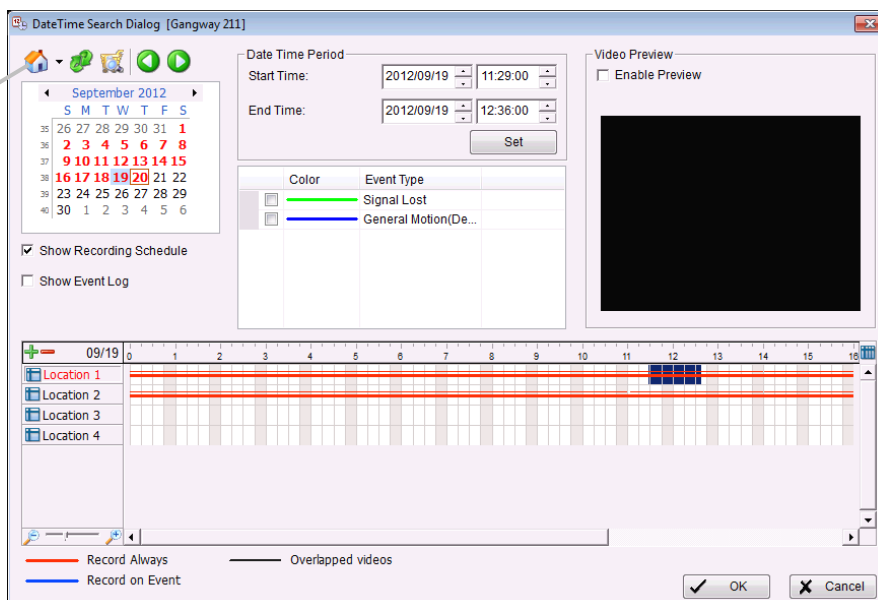 DateTime Search Dialog [Gangway 211]
September 2012
S M T W T F S
35 26 27 28 29 30 31 1
36 2 3 4 5 6 7 8
37 9 10 11 12 13 14 15
38 16 17 18 19 20 21 22
39 23 24 25 26 27 28 29
40 30 1 2 3 4 5 6
Show Recording Schedule
Show Event Log
Date Time Period
Start Time: 2012/09/19 11:29:00
End Time: 2012/09/19 12:36:00
Set
Color Event Type
Signal Lost
General Motion(De...
Video Preview
Enable Preview
09/19 0 1 2 3 4 5 6 7 8 9 10 11 12 13 14 15 16
Location 1
Location 2
Location 3
Location 4
Record Always Overlapped videos
Record on Event
OK Cancel